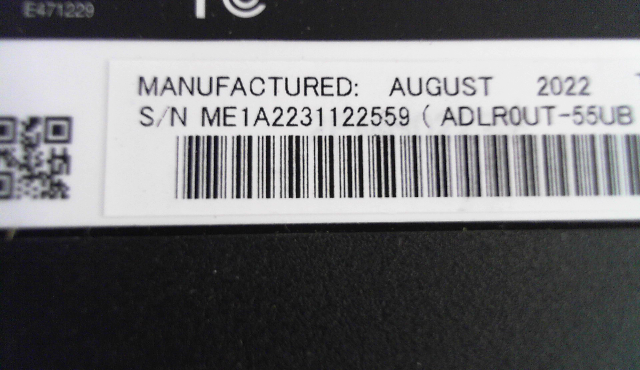 E471229
MANUFACTURED: AUGUST 2022
S/N ME1A2231122559 ( ADLR0UT-55UB